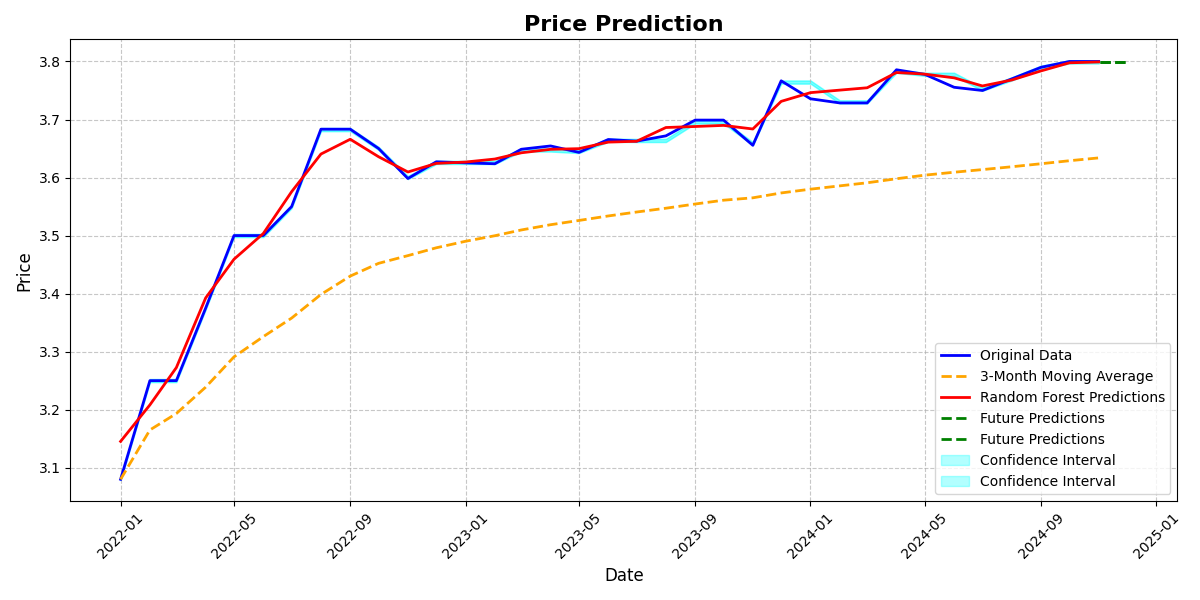 Price Prediction
Price
3.8
3.7
3.6
3.5
3.4
3.3
3.2
3.1
Original Data
3-Month Moving Average
Random Forest Predictions
Future Predictions
Future Predictions
Confidence Interval
Confidence Interval
2022-01
2022-05
2022-09
2023-01
2023-05
2023-09
2024-01
2024-05
2024-09
2025-01
Date